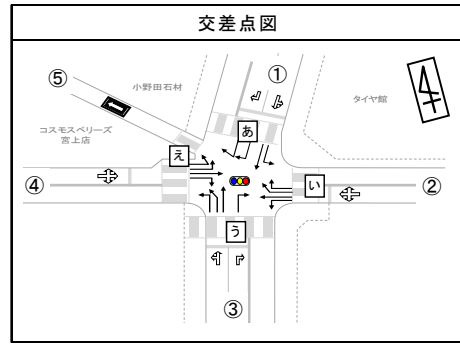 交差点図
⑤
小野田石材
①
タイヤ館
コスモスベリーズ
宮上店
あ
え
④
い
②
う
③